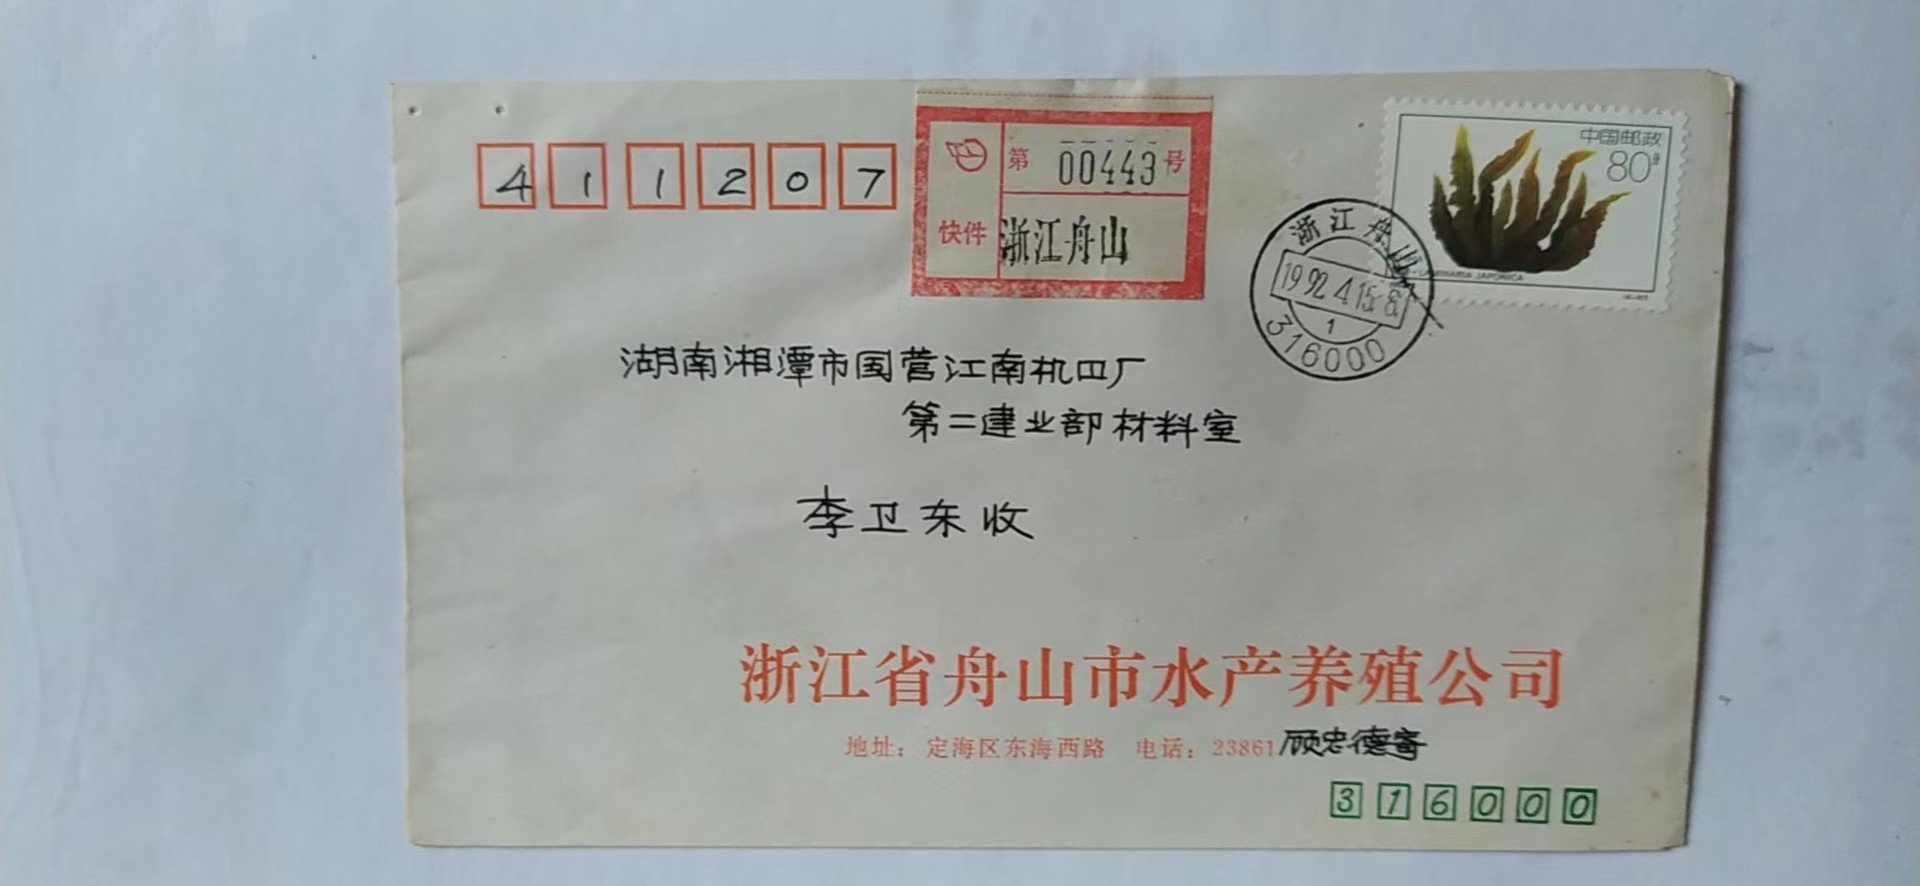 411207
第 00443 号
快件 浙江舟山
中国邮政
80分
LAMINARIA JAPONICA
浙江舟山
1992.4.15.8
1
316000
湖南湘潭市国营江南机四厂
第二建业部材料室
李卫东收
浙江省舟山市水产养殖公司
地址：定海区东海西路 电话：23861 顾忠德寄
316000